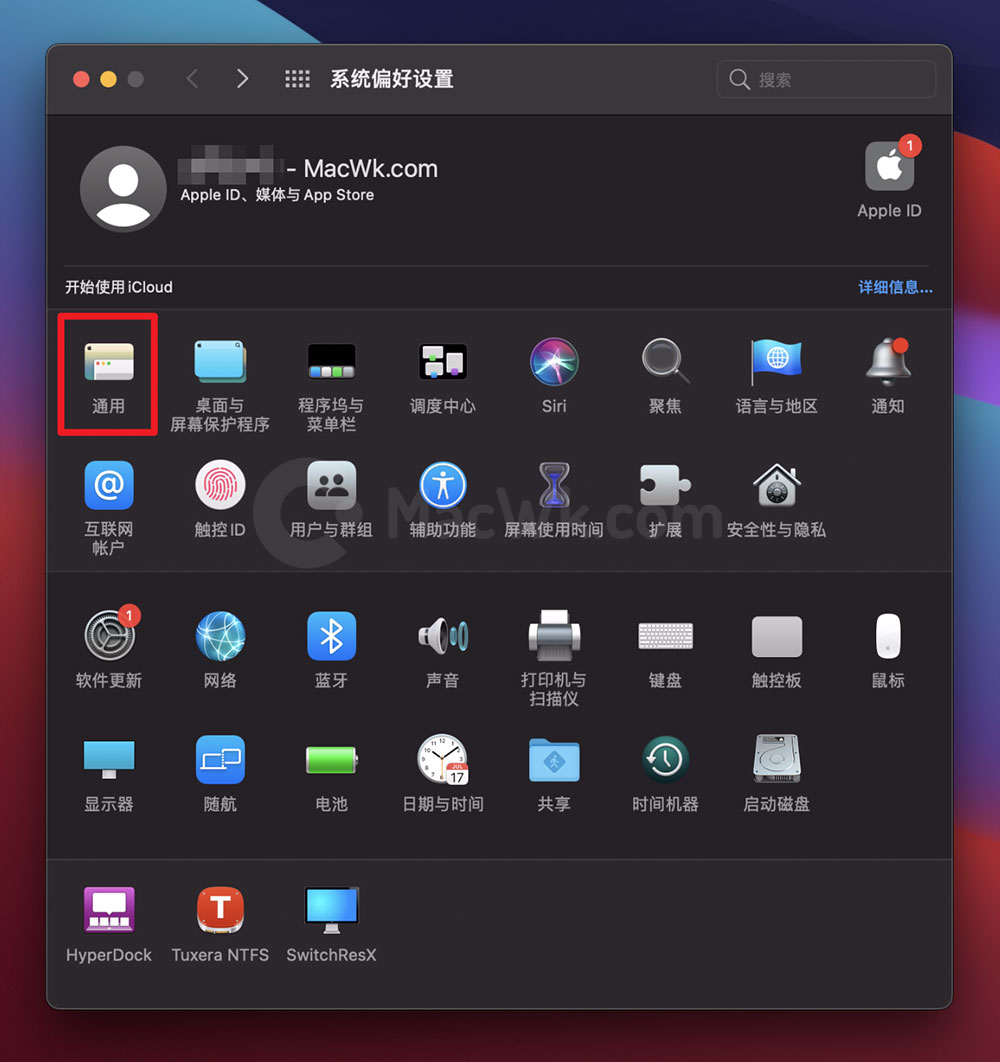 系统偏好设置
搜索
- MacWk.com
Apple ID、媒体与 App Store
1
Apple ID
开始使用 iCloud
详细信息...
通用
桌面与
屏幕保护程序
程序坞与
菜单栏
调度中心
Siri
聚焦
语言与地区
通知
@
互联网
帐户
触控 ID
用户与群组
辅助功能
屏幕使用时间
扩展
安全性与隐私
MacWk.com
1
软件更新
网络
蓝牙
声音
打印机与
扫描仪
键盘
触控板
鼠标
显示器
随航
电池
JUL
17
日期与时间
共享
时间机器
启动磁盘
HyperDock
T
Tuxera NTFS
SwitchResX